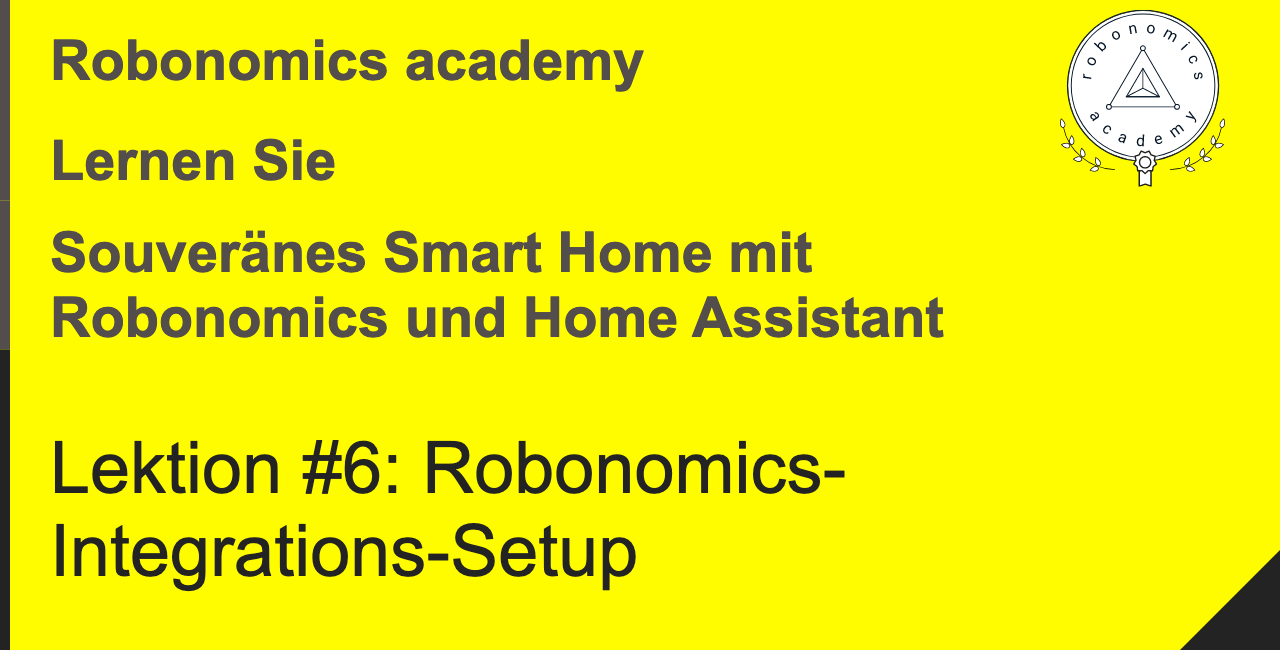 Robonomics academy
robonomics
academy
Lernen Sie
Souveränes Smart Home mit
Robonomics und Home Assistant
Lektion #6: Robonomics-
Integrations-Setup